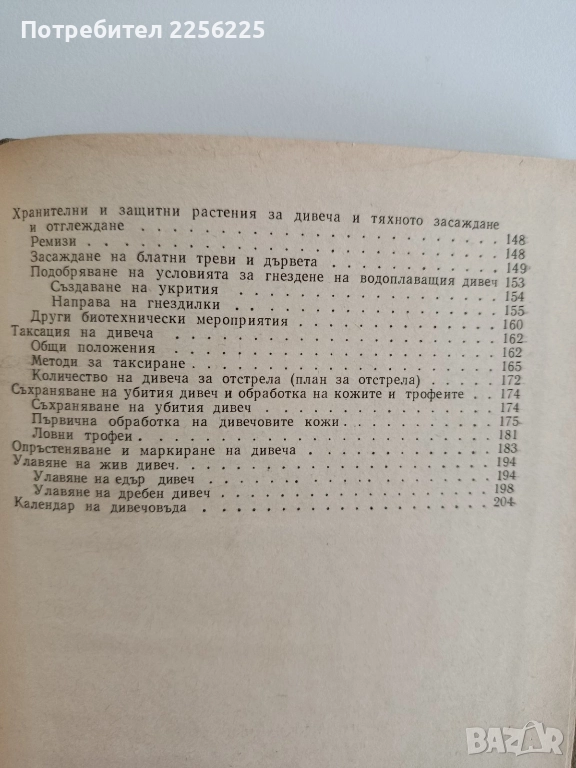 Потребител 2256225
Хранителни и защитни растения за дивеча и тяхното засаждане
и отглеждане . . . . . . . . . . . . . . . . . . 148
Ремизи . . . . . . . . . . . . . . . . . . . . 148
Засаждане на блатни треви и дървета . . . . . . . . . 149
Подобряване на условията за гнездене на водоплаващия дивеч 153
Създаване на укрития . . . . . . . . . . . . . . 154
Направа на гнездилки . . . . . . . . . . . . . . 155
Други биотехнически мероприятия . . . . . . . . . . 160
Таксация на дивеча . . . . . . . . . . . . . . . . 162
Общи положения . . . . . . . . . . . . . . . . . 162
Методи за таксиране . . . . . . . . . . . . . . . 165
Количество на дивеча за отстрела (план за отстрела) . . . . 172
Съхраняване на убития дивеч и обработка на кожите и трофеите . . 174
Съхраняване на убития дивеч . . . . . . . . . . . . 174
Първична обработка на дивечовите кожи . . . . . . . . 175
Ловни трофеи . . . . . . . . . . . . . . . . . . 181
Опръстеняване и маркиране на дивеча . . . . . . . . . . 183
Улавяне на жив дивеч. . . . . . . . . . . . . . . . 194
Улавяне на едър дивеч . . . . . . . . . . . . . . 194
Улавяне на дребен дивеч . . . . . . . . . . . . . 198
Календар на дивечовъда . . . . . . . . . . . . . . . 204
BAZAR